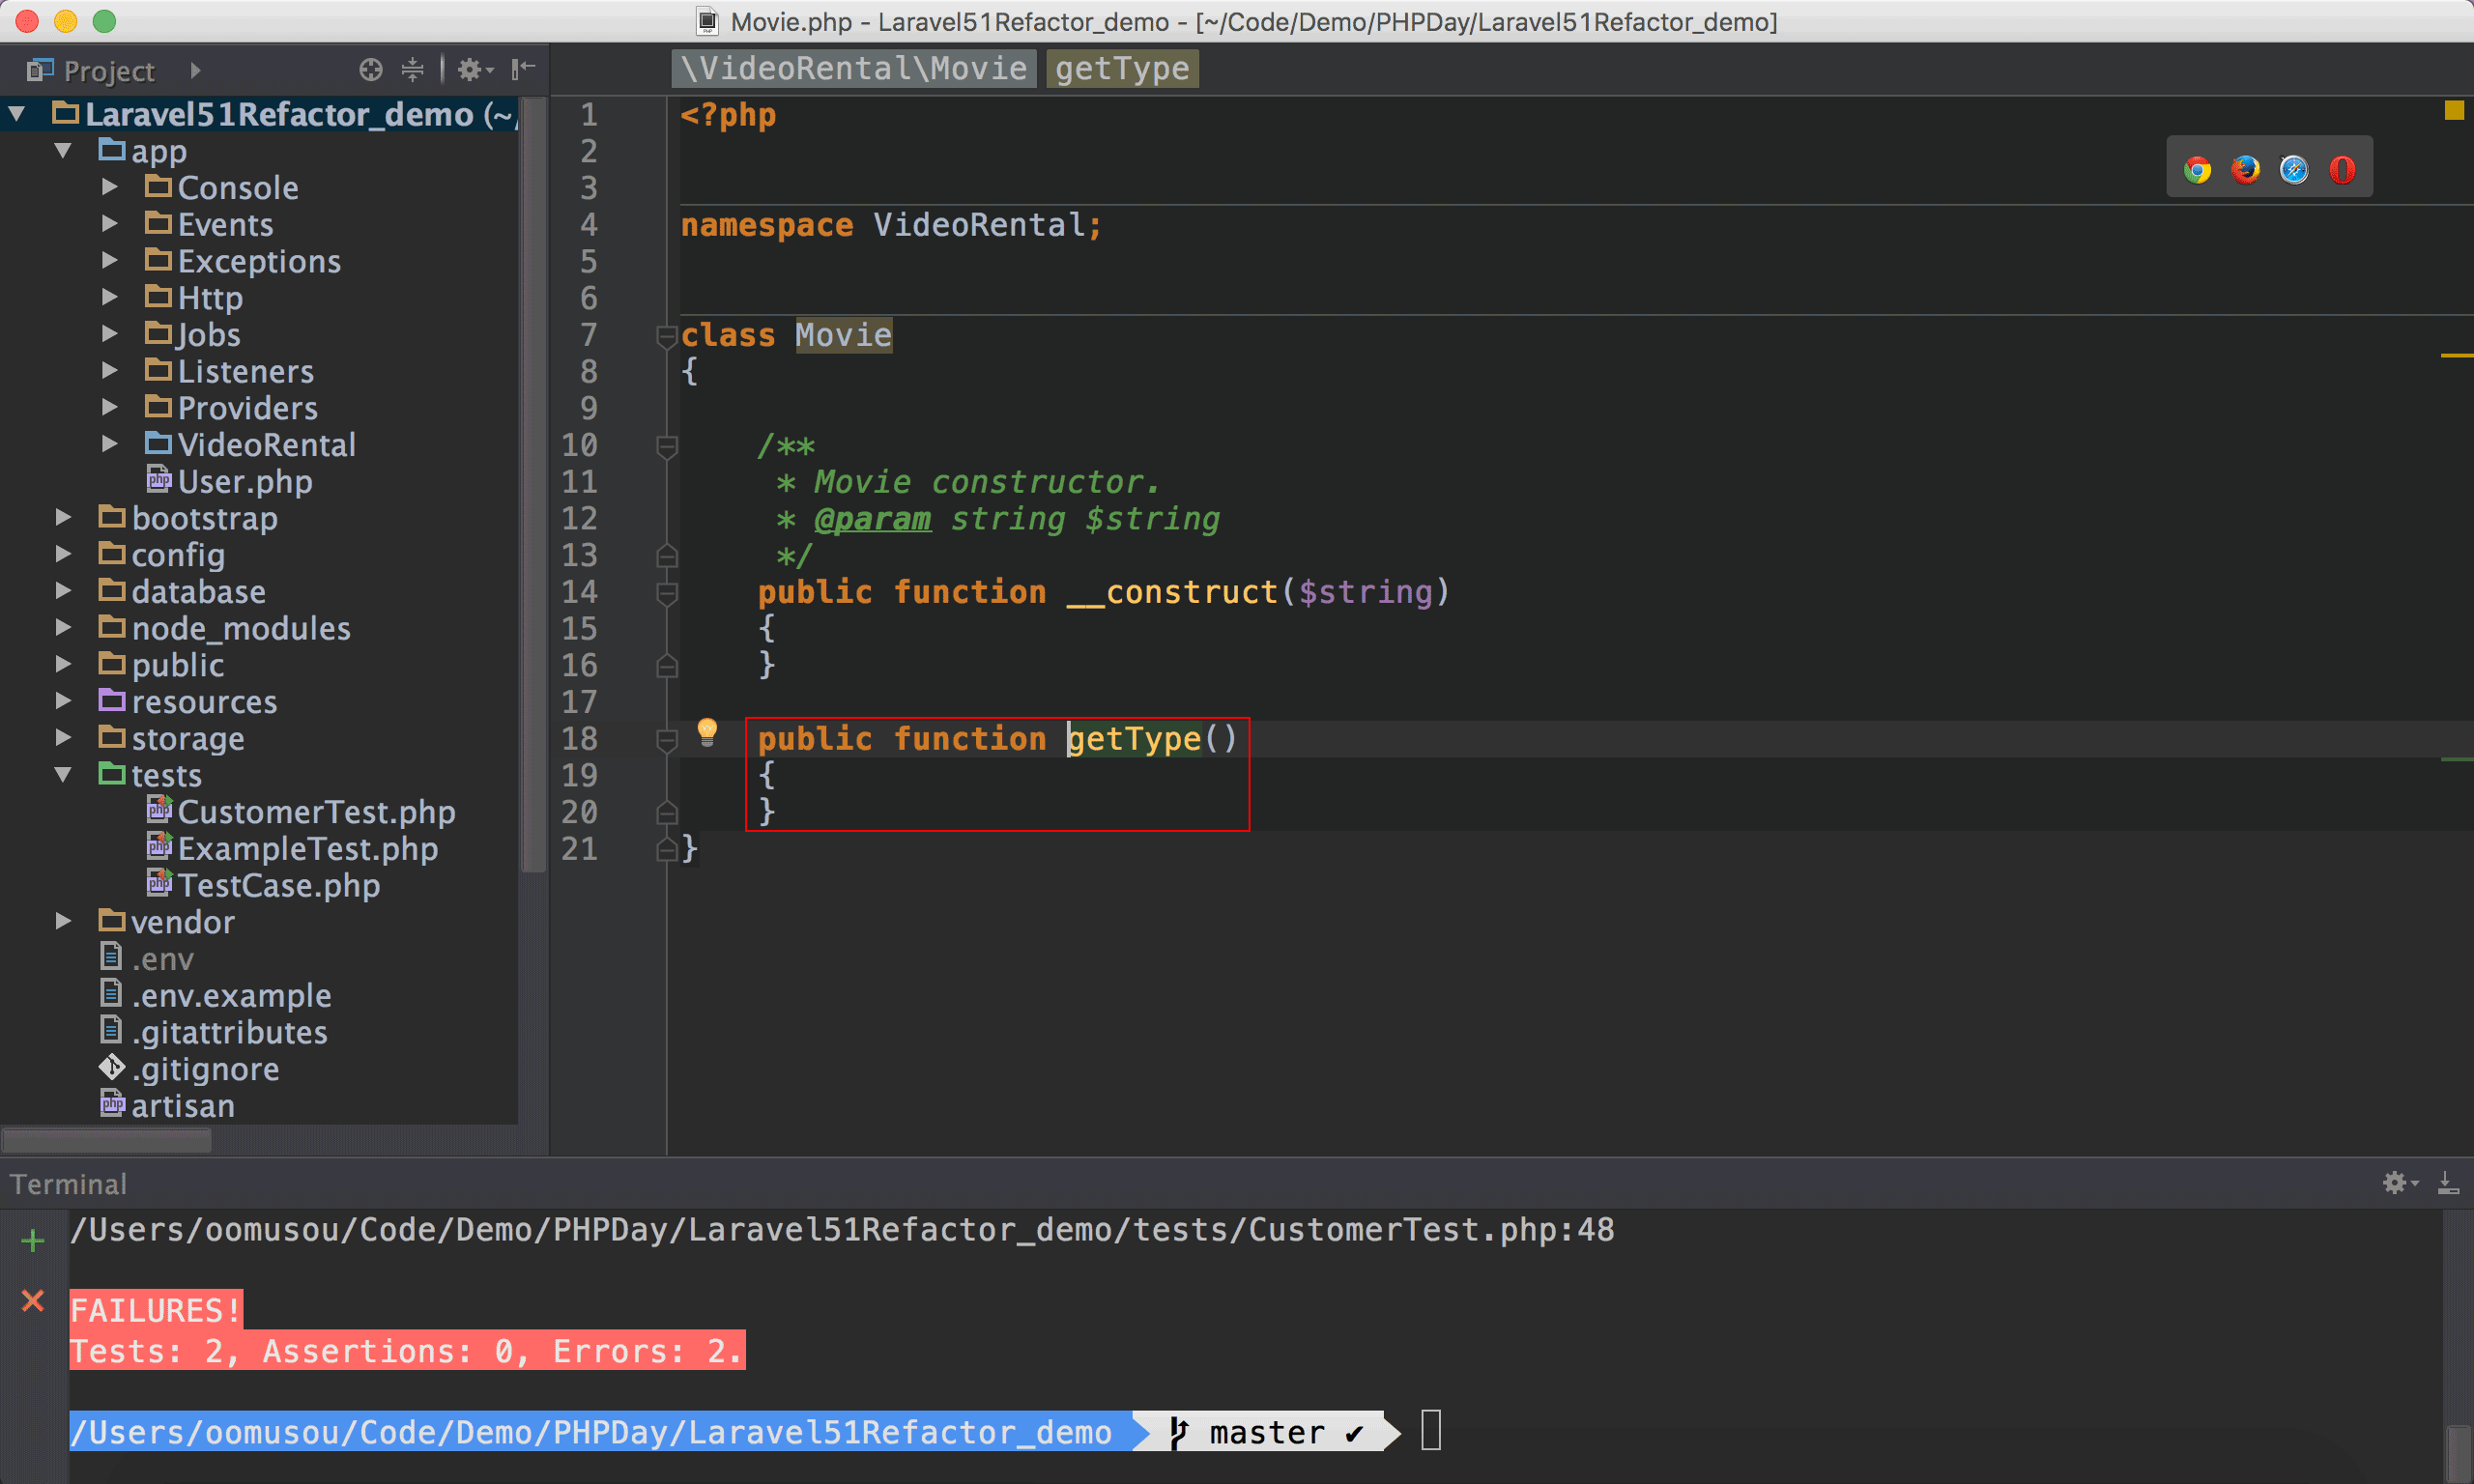 Movie.php - Laravel51Refactor_demo - [~/Code/Demo/PHPDay/Laravel51Refactor_demo]
Project
\VideoRental\Movie getType
Laravel51Refactor_demo (~/
app
Console
Events
Exceptions
Http
Jobs
Listeners
Providers
VideoRental
User.php
bootstrap
config
database
node_modules
public
resources
storage
tests
CustomerTest.php
ExampleTest.php
TestCase.php
vendor
.env
.env.example
.gitattributes
.gitignore
artisan
1 <?php
2
3
4 namespace VideoRental;
5
6
7 class Movie
8 {
9
10 /**
11 * Movie constructor.
12 * @param string $string
13 */
14 public function __construct($string)
15 {
16 }
17
18 public function getType()
19 {
20 }
21 }
Terminal
/Users/oomusou/Code/Demo/PHPDay/Laravel51Refactor_demo/tests/CustomerTest.php:48
FAILURES!
Tests: 2, Assertions: 0, Errors: 2.
/Users/oomusou/Code/Demo/PHPDay/Laravel51Refactor_demo master ✔